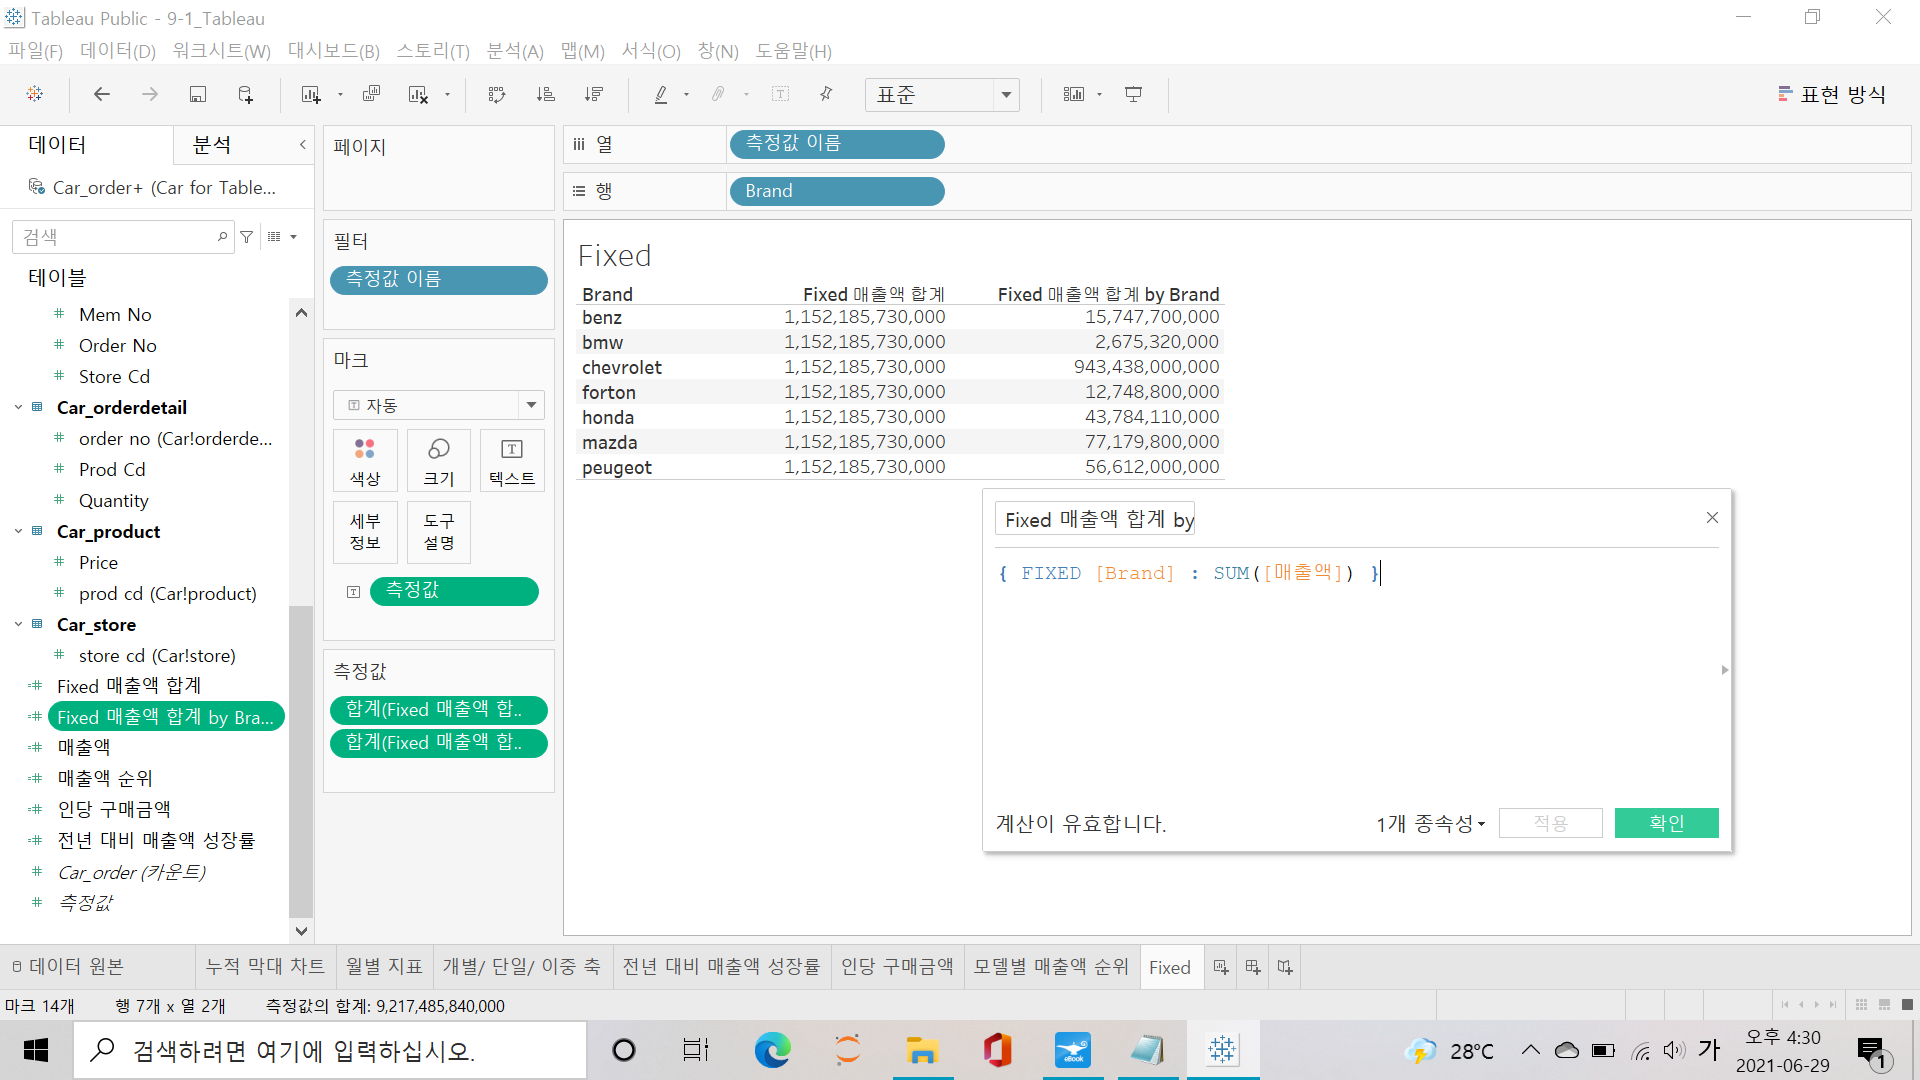 Tableau Public - 9-1_Tableau
파일(F) 데이터(D) 워크시트(W) 대시보드(B) 스토리(T) 분석(A) 맵(M) 서식(O) 창(N) 도움말(H)
표준
표현 방식
데이터
분석
Car_order+ (Car for Table...
검색
테이블
Mem No
Order No
Store Cd
Car_orderdetail
order no (Car!orderde...
Prod Cd
Quantity
Car_product
Price
prod cd (Car!product)
Car_store
store cd (Car!store)
Fixed 매출액 합계
Fixed 매출액 합계 by Bra...
매출액
매출액 순위
인당 구매금액
전년 대비 매출액 성장률
Car_order (카운트)
측정값
페이지
필터
측정값 이름
마크
자동
색상
크기
텍스트
세부 정보
도구 설명
측정값
측정값
합계(Fixed 매출액 합..
합계(Fixed 매출액 합..
열
측정값 이름
행
Brand
Fixed
Brand Fixed 매출액 합계 Fixed 매출액 합계 by Brand
benz 1,152,185,730,000 15,747,700,000
bmw 1,152,185,730,000 2,675,320,000
chevrolet 1,152,185,730,000 943,438,000,000
forton 1,152,185,730,000 12,748,800,000
honda 1,152,185,730,000 43,784,110,000
mazda 1,152,185,730,000 77,179,800,000
peugeot 1,152,185,730,000 56,612,000,000
Fixed 매출액 합계 by
{ FIXED [Brand] : SUM([매출액]) }
계산이 유효합니다.
1개 종속성
적용
확인
데이터 원본 누적 막대 차트 월별 지표 개별/ 단일/ 이중 축 전년 대비 매출액 성장률 인당 구매금액 모델별 매출액 순위 Fixed
마크 14개 행 7개 x 열 2개 측정값의 합계: 9,217,485,840,000
검색하려면 여기에 입력하십시오.
eBook
28°C
가
오후 4:30
2021-06-29
1